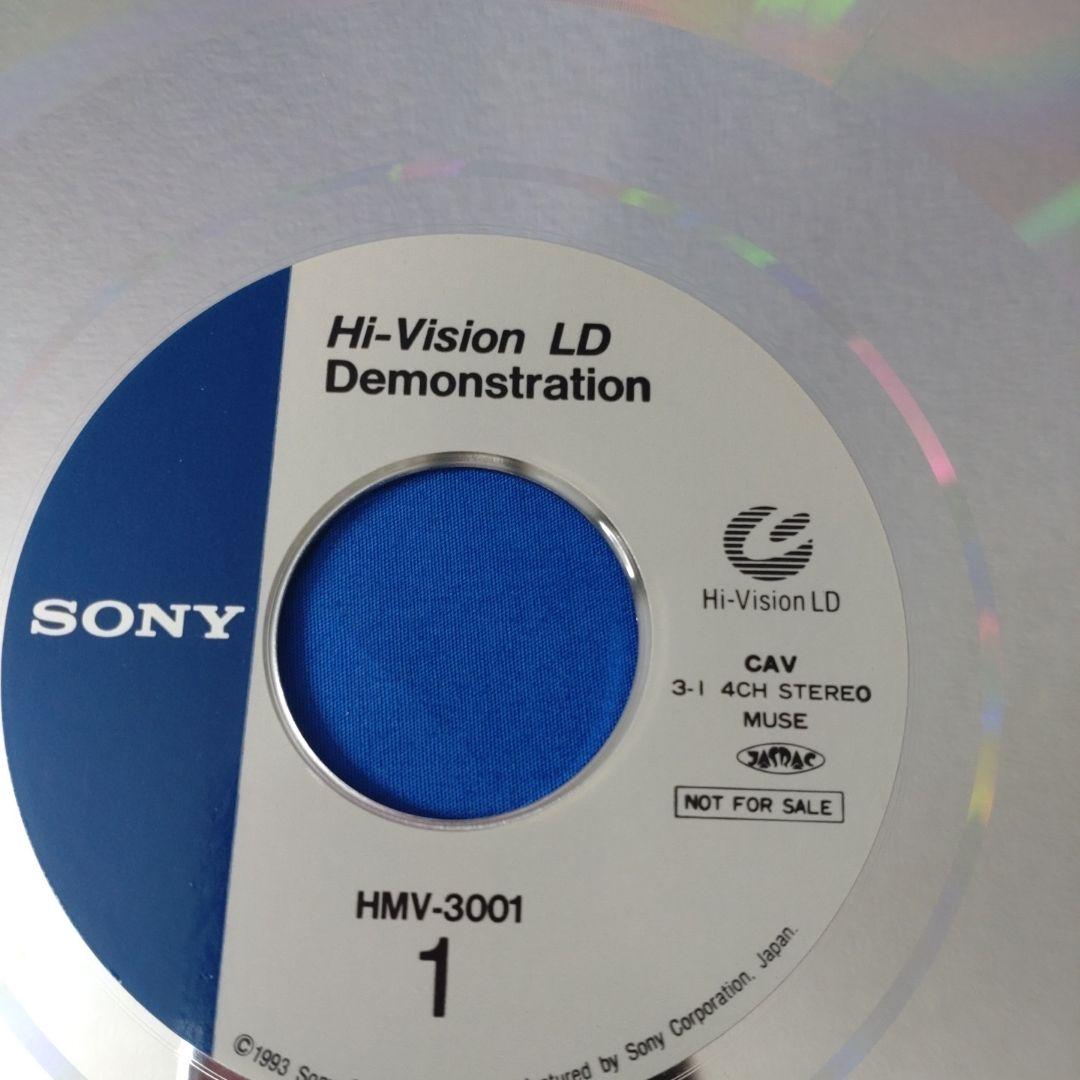 Hi-Vision LD
Demonstration
SONY
Hi-Vision LD
CAV
3-1 4CH STEREO
MUSE
JASRAC
NOT FOR SALE
HMV-3001
1
©1993 by Sony Corporation. Japan.